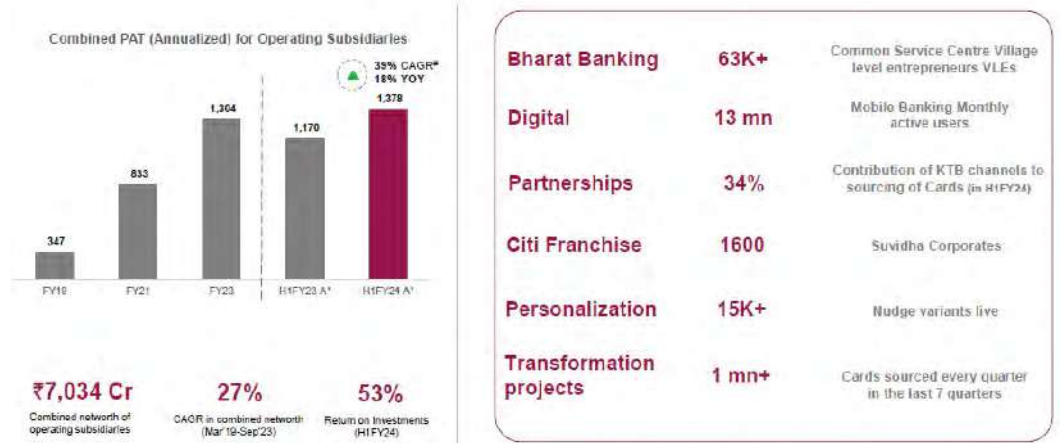 Combined PAT (Annualized) for Operating Subsidiaries
39% CAGR#
18% YOY
347
833
1,304
1,170
1,378
FY19
FY21
FY23
H1FY23 A*
H1FY24 A*
₹7,034 Cr
Combined networth of
operating subsidiaries
27%
CAGR in combined networth
(Mar'19-Sep'23)
53%
Return on Investments
(H1FY24)
Bharat Banking
63K+
Common Service Centre Village
level entrepreneurs VLEs
Digital
13 mn
Mobile Banking Monthly
active users
Partnerships
34%
Contribution of KTB channels to
sourcing of Cards (in H1FY24)
Citi Franchise
1600
Suvidha Corporates
Personalization
15K+
Nudge variants live
Transformation
projects
1 mn+
Cards sourced every quarter
in the last 7 quarters